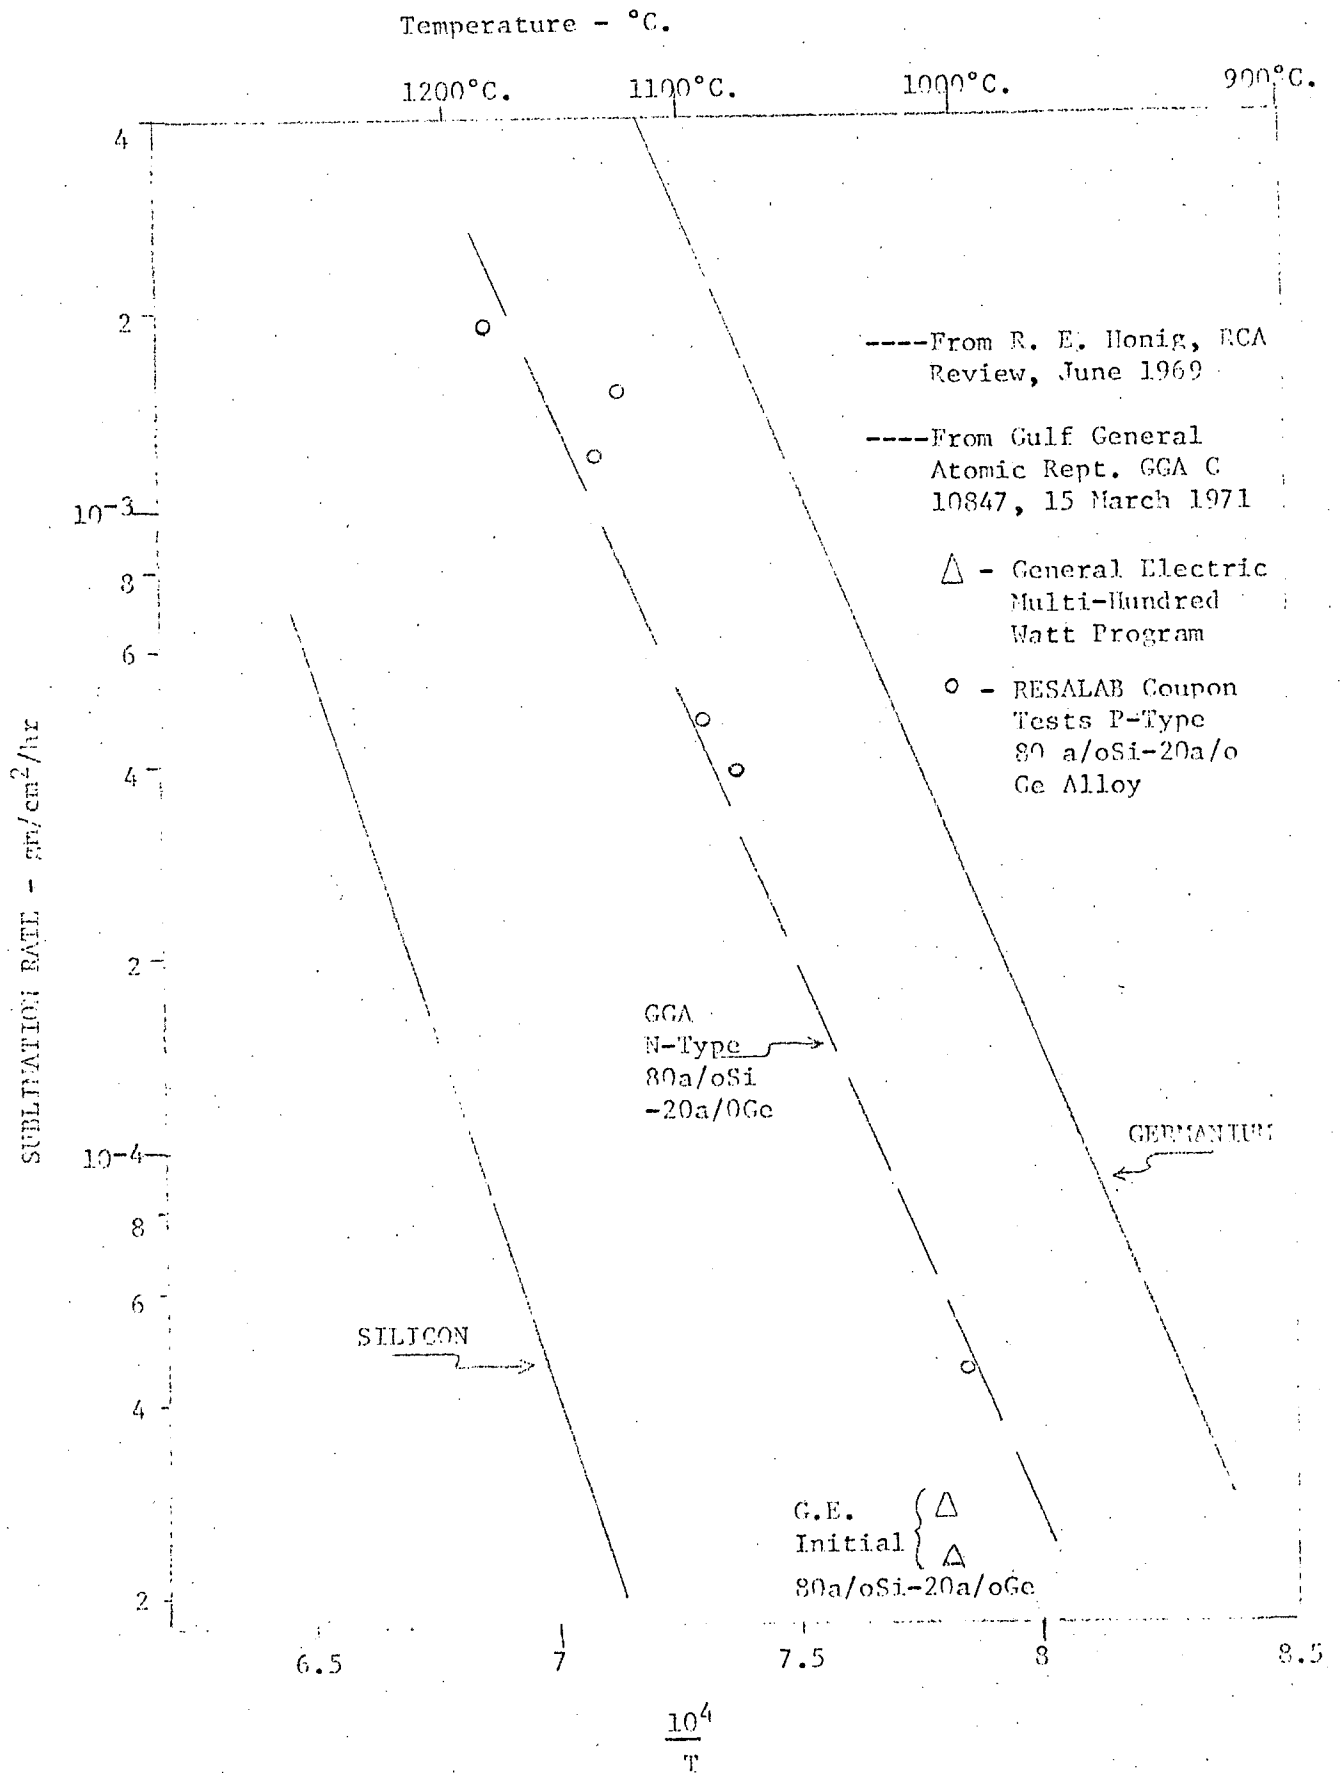 Temperature - °C.
1200°C. 1100°C. 1000°C. 900°C.
4
2
10-3
8
6
4
2
10-4
8
6
4
2
SUBLIMATION RATE - gm/cm2/hr
----From R. E. Honig, RCA
Review, June 1969
----From Gulf General
Atomic Rept. GGA C
10847, 15 March 1971
△ - General Electric
Multi-Hundred
Watt Program
o - RESALAB Coupon
Tests P-Type
80 a/oSi-20a/o
Ge Alloy
GGA
N-Type
80a/oSi
-20a/0Ge
GERMANIUM
SILICON
G.E.
Initial
80a/oSi-20a/oGe
6.5 7 7.5 8 8.5
104
T